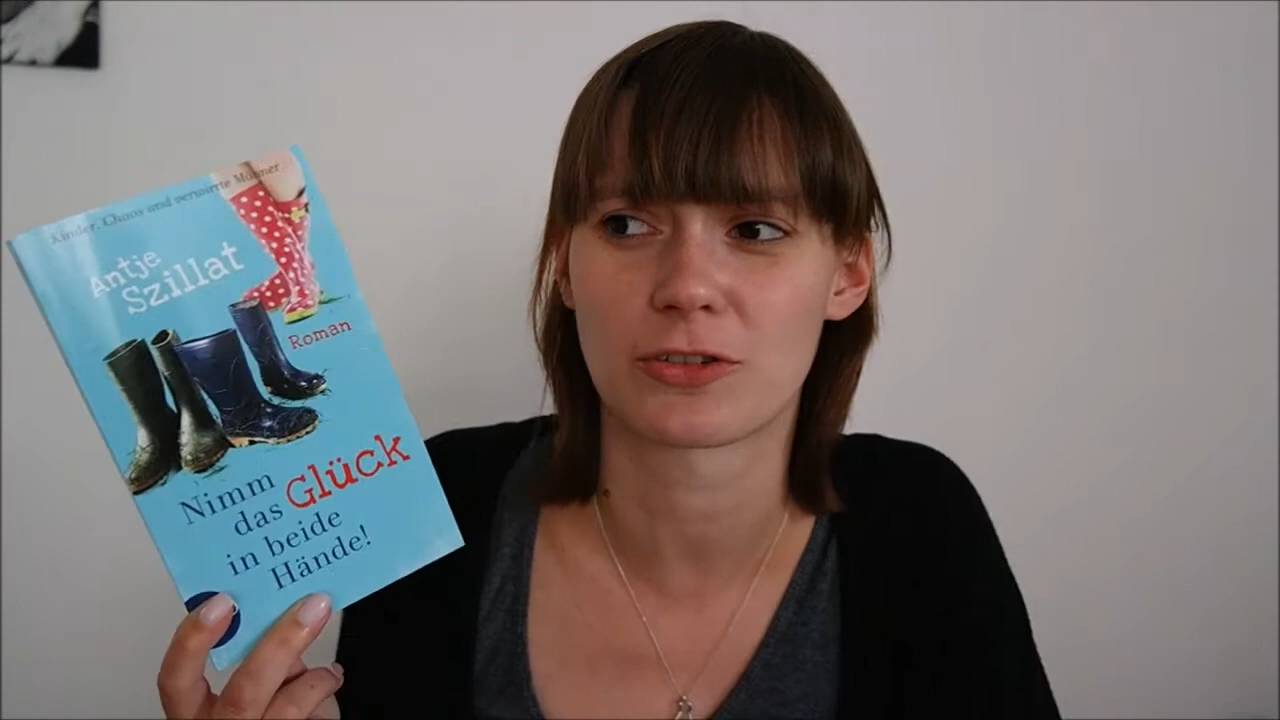 Kinder, Chaos und verwirrte Männer
Antje
Szillat
Roman
Nimm
das Glück
in beide
Hände!